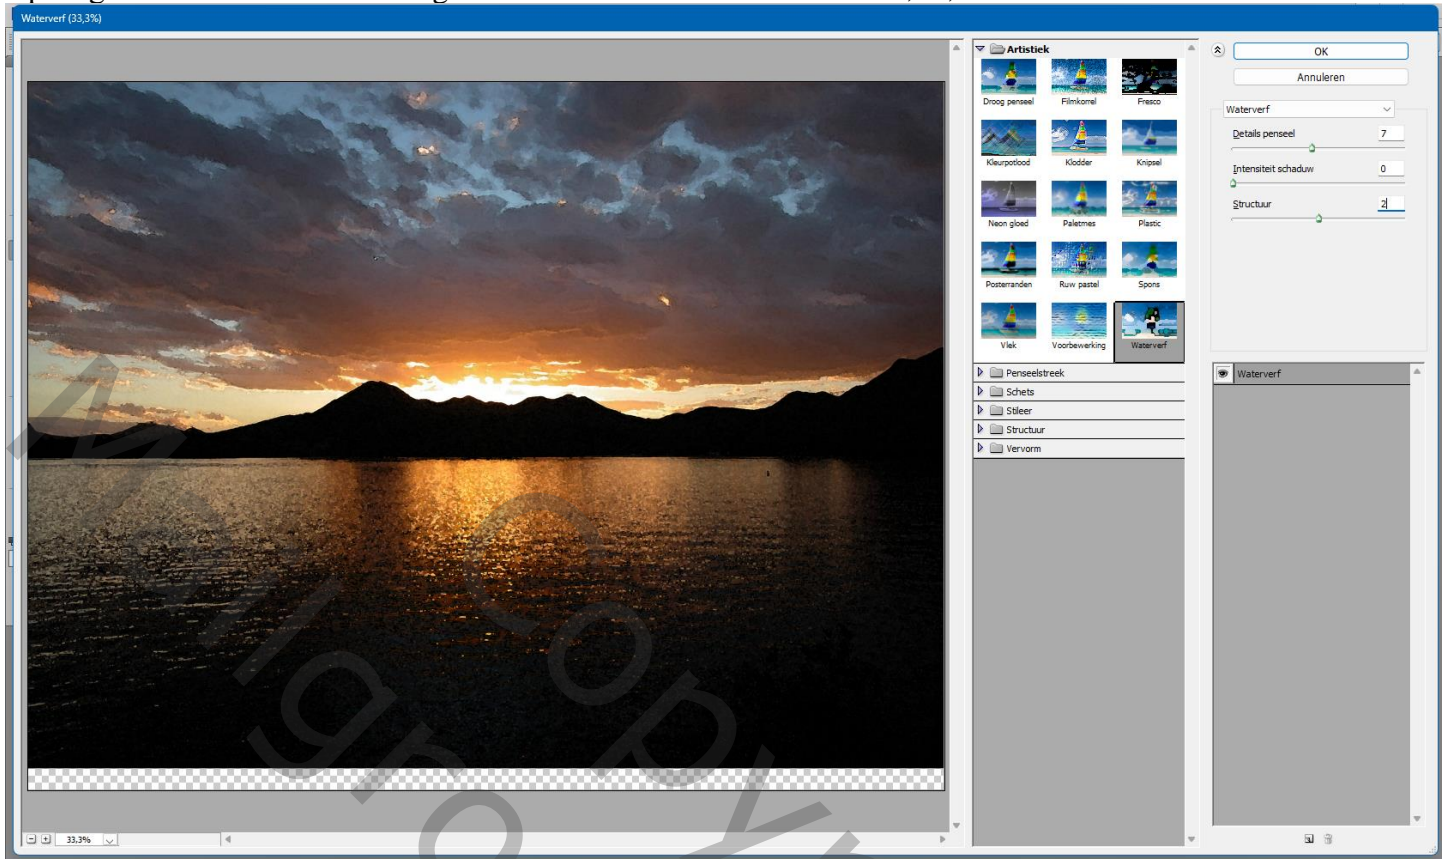 Waterverf (33,3%)
Artistiek
Droog penseel Filmkorrel Fresco
Kleurpotlood Klodder Knipsel
Neon gloed Paletmes Plastic
Posterranden Ruw pastel Spons
Vlek Voorbewerking Waterverf
Penseelstreek
Schets
Stileer
Structuur
Vervorm
OK
Annuleren
Waterverf
Details penseel 7
Intensiteit schaduw 0
Structuur 2
Waterverf
33,3%